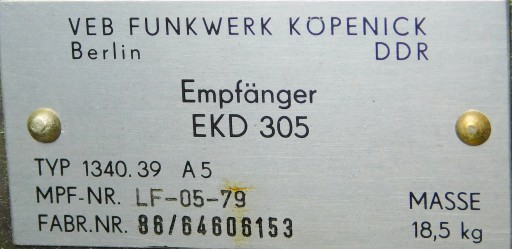 VEB FUNKWERK KÖPENICK
Berlin DDR
Empfänger
EKD 305
TYP 1340.39 A5
MPF-NR. LF-05-79 MASSE
FABR.NR. 86/64606153 18,5 kg